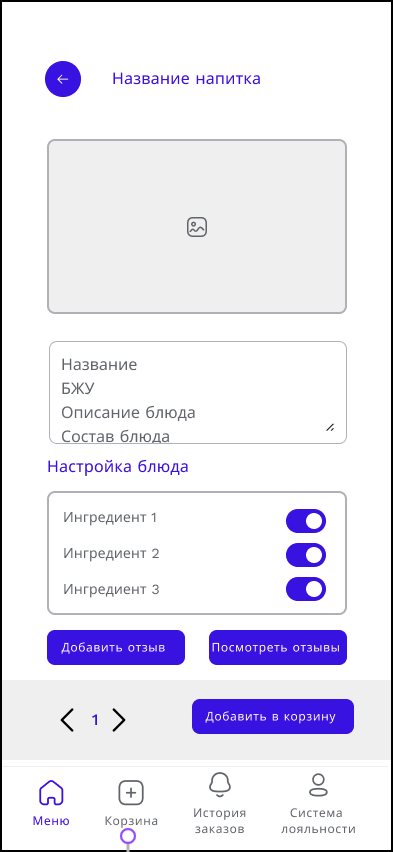 Название напитка
Название
БЖУ
Описание блюда
Состав блюда
Настройка блюда
Ингредиент 1
Ингредиент 2
Ингредиент 3
Добавить отзыв
Посмотреть отзывы
1
Добавить в корзину
Меню
Корзина
История
заказов
Система
лояльности